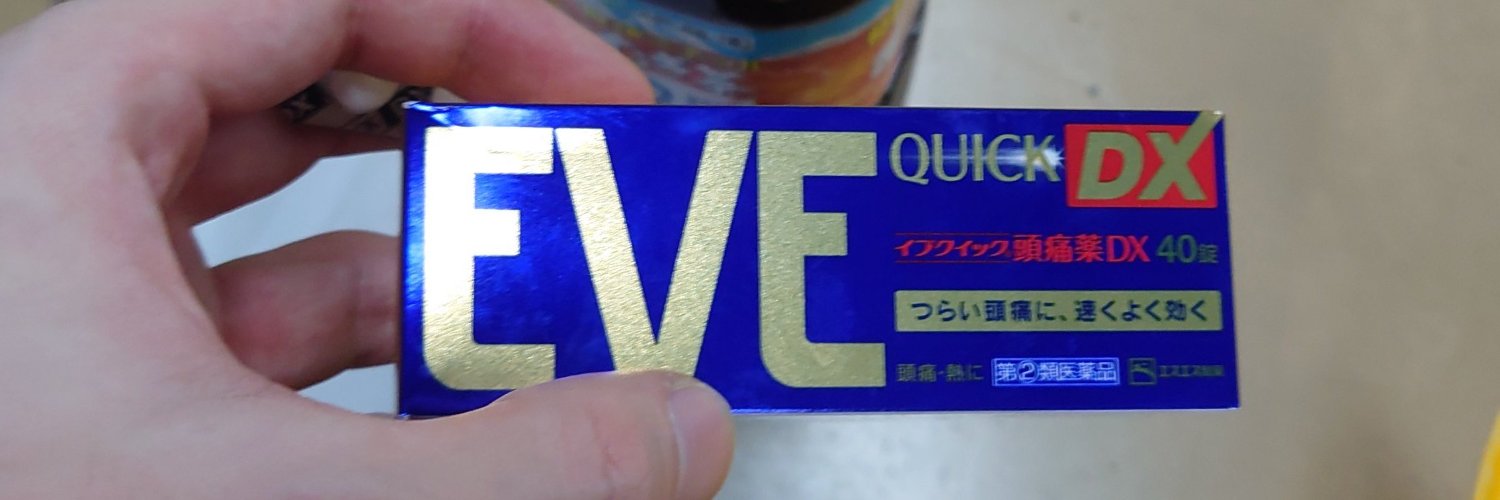 EVE
QUICK DX
イブクイック頭痛薬DX 40錠
つらい頭痛に、速くよく効く
頭痛・熱に 指定第②類医薬品 エスエス製薬